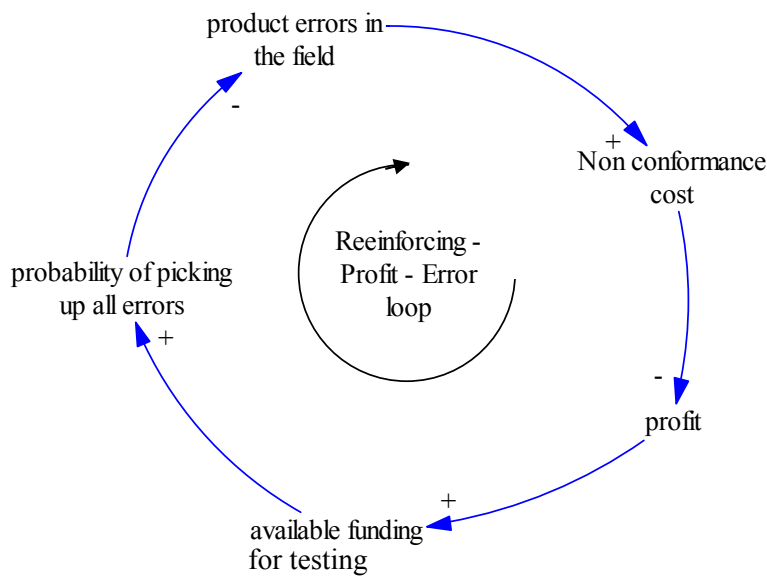 product errors in
the field
-
+
Non conformance
cost
Reeinforcing -
Profit - Error
loop
probability of picking
up all errors
+
-
profit
+
available funding
for testing